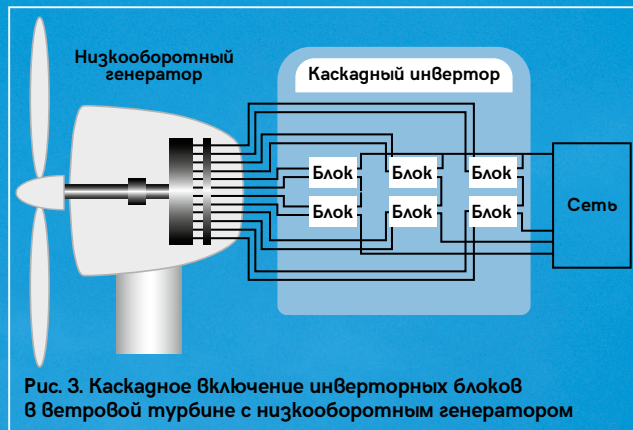 Низкооборотный
генератор
Каскадный инвертор
Блок Блок Блок
Блок Блок Блок
Сеть
Рис. 3. Каскадное включение инверторных блоков
в ветровой турбине с низкооборотным генератором